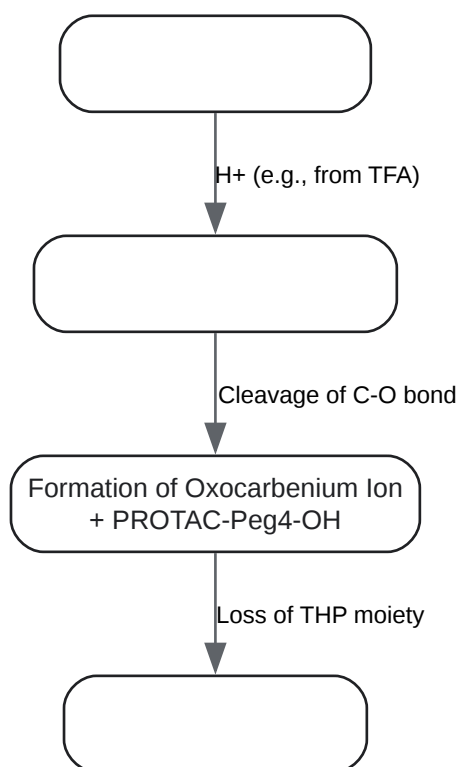 H+ (e.g., from TFA)
Cleavage of C-O bond
Formation of Oxocarbenium Ion
+ PROTAC-Peg4-OH
Loss of THP moiety